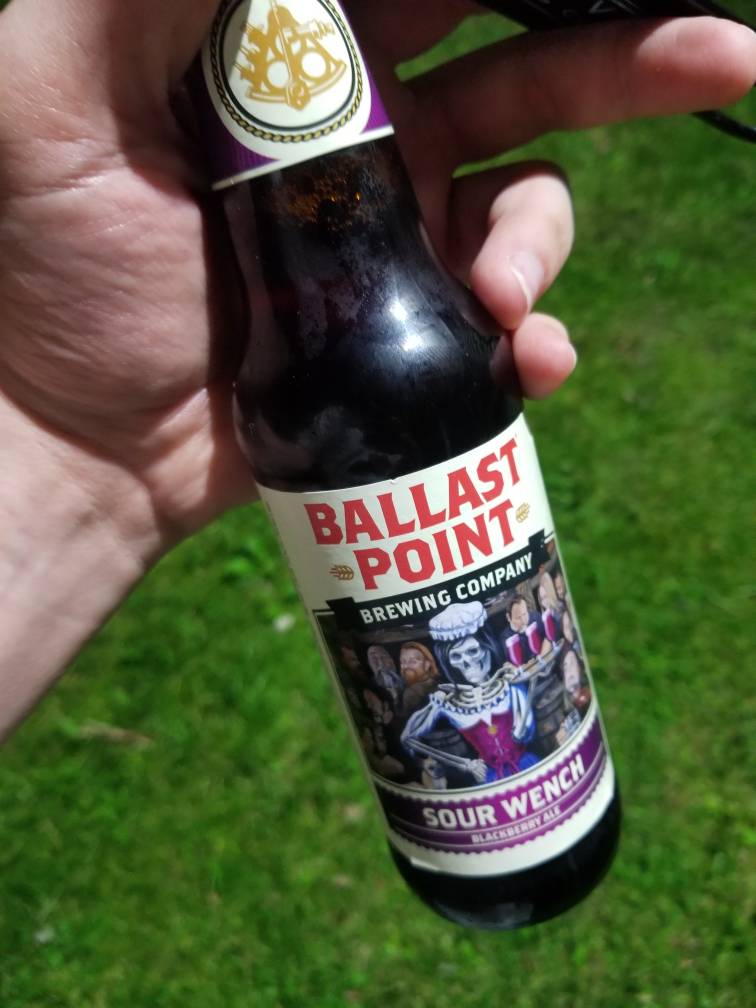 BALLAST
POINT
BREWING COMPANY
SOUR WENCH
BLACKBERRY ALE